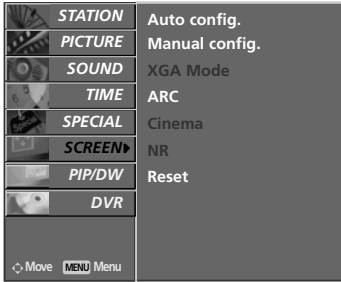 STATION
PICTURE
SOUND
TIME
SPECIAL
SCREEN
PIP/DW
DVR
Move MENU Menu
Auto config.
Manual config.
XGA Mode
ARC
Cinema
NR
Reset